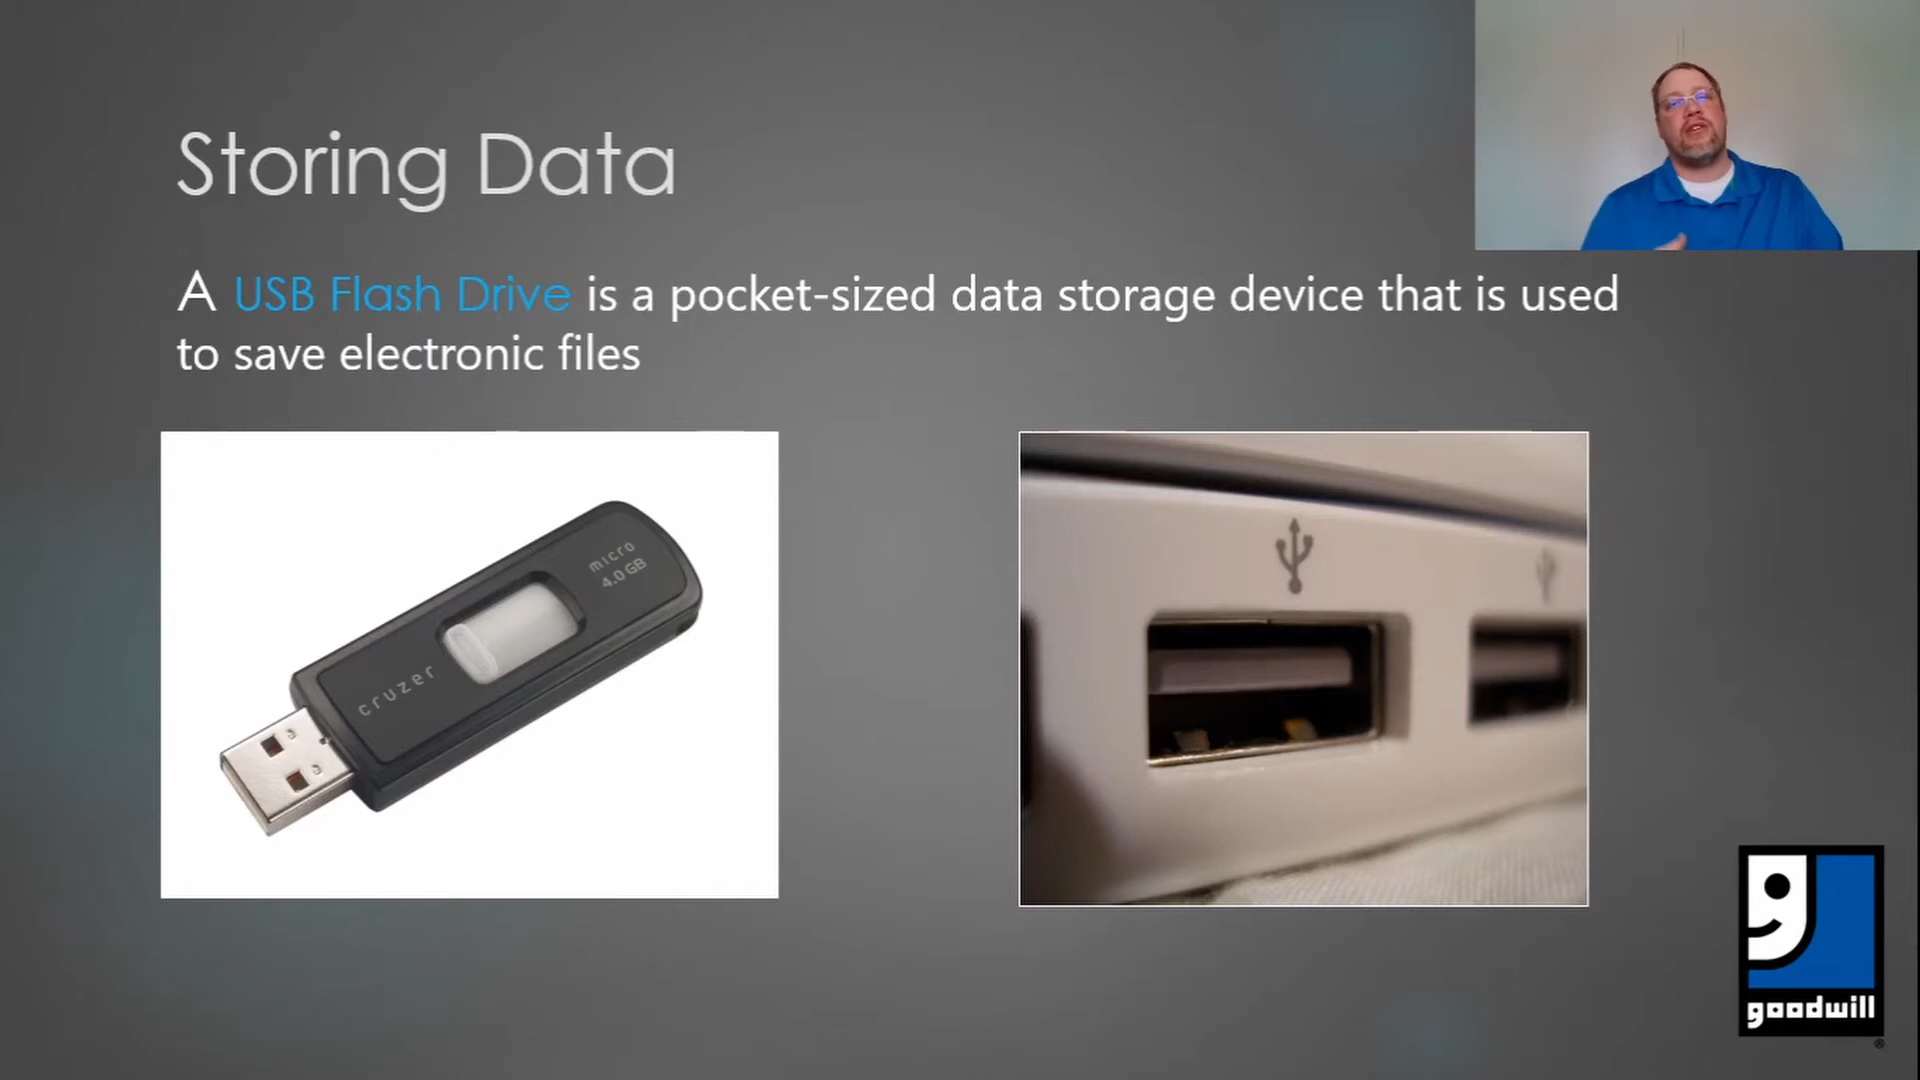 Storing Data
A USB Flash Drive is a pocket-sized data storage device that is used
to save electronic files
micro
4.0 GB
cruzer
goodwill
®